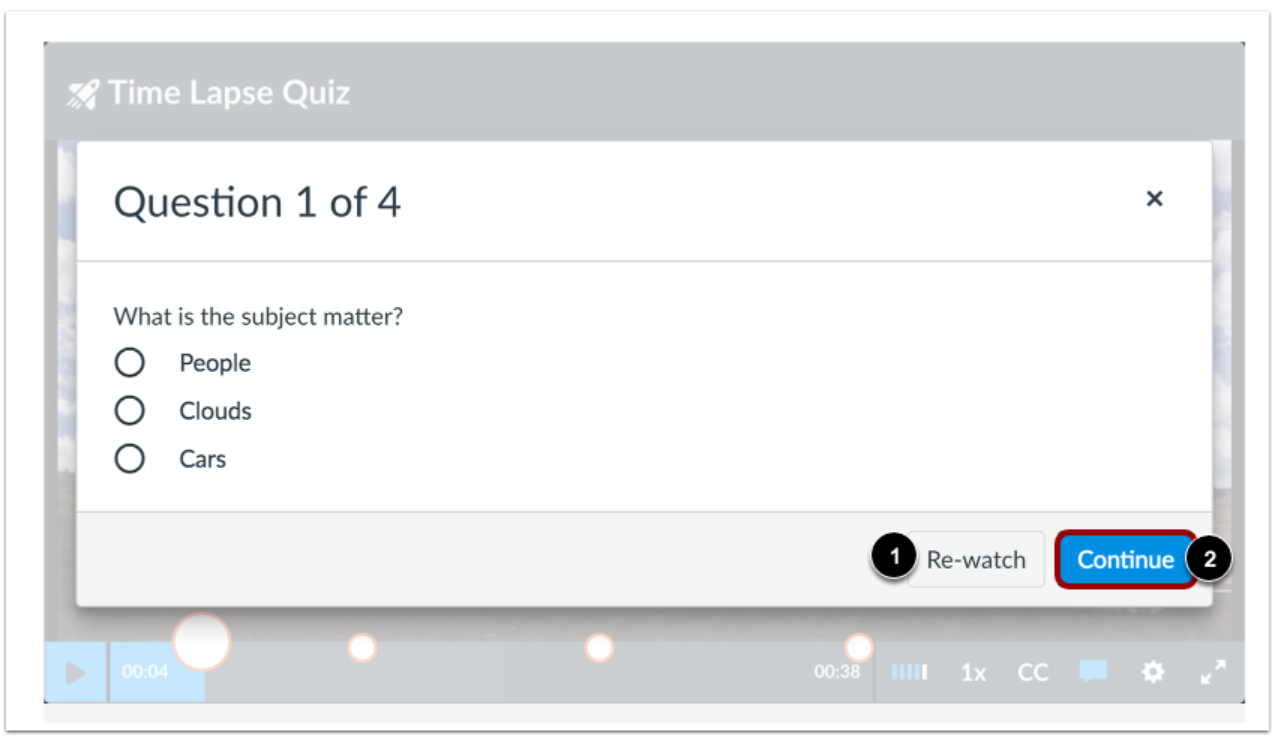 Time Lapse Quiz
Question 1 of 4
×
What is the subject matter?
People
Clouds
Cars
1 Re-watch Continue 2
00:04 00:38 1x CC